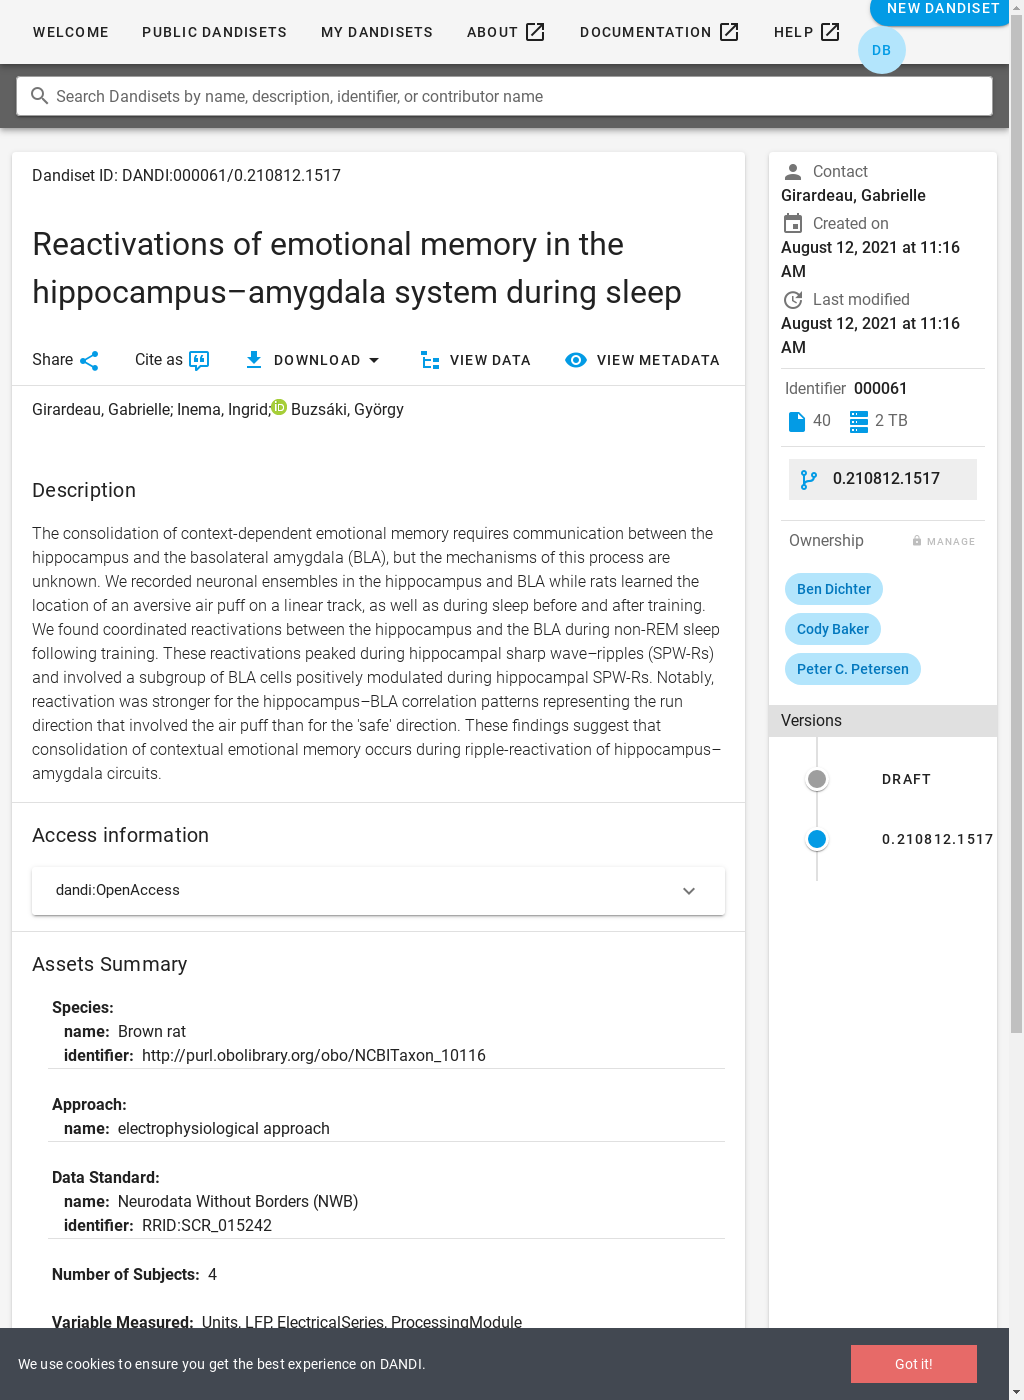 WELCOME PUBLIC DANDISETS MY DANDISETS ABOUT DOCUMENTATION HELP NEW DANDISET
DB
Search Dandisets by name, description, identifier, or contributor name
Dandiset ID: DANDI:000061/0.210812.1517
Reactivations of emotional memory in the
hippocampus–amygdala system during sleep
Share Cite as DOWNLOAD VIEW DATA VIEW METADATA
Girardeau, Gabrielle; Inema, Ingrid; iD Buzsáki, György
Description
The consolidation of context-dependent emotional memory requires communication between the
hippocampus and the basolateral amygdala (BLA), but the mechanisms of this process are
unknown. We recorded neuronal ensembles in the hippocampus and BLA while rats learned the
location of an aversive air puff on a linear track, as well as during sleep before and after training.
We found coordinated reactivations between the hippocampus and the BLA during non-REM sleep
following training. These reactivations peaked during hippocampal sharp wave–ripples (SPW-Rs)
and involved a subgroup of BLA cells positively modulated during hippocampal SPW-Rs. Notably,
reactivation was stronger for the hippocampus–BLA correlation patterns representing the run
direction that involved the air puff than for the 'safe' direction. These findings suggest that
consolidation of contextual emotional memory occurs during ripple-reactivation of hippocampus–
amygdala circuits.
Access information
dandi:OpenAccess
Assets Summary
Species:
name: Brown rat
identifier: http://purl.obolibrary.org/obo/NCBITaxon_10116
Approach:
name: electrophysiological approach
Data Standard:
name: Neurodata Without Borders (NWB)
identifier: RRID:SCR_015242
Number of Subjects: 4
Variable Measured: Units, LFP, ElectricalSeries, ProcessingModule
Contact
Girardeau, Gabrielle
Created on
August 12, 2021 at 11:16
AM
Last modified
August 12, 2021 at 11:16
AM
Identifier 000061
40 2 TB
0.210812.1517
Ownership MANAGE
Ben Dichter
Cody Baker
Peter C. Petersen
Versions
DRAFT
0.210812.1517
We use cookies to ensure you get the best experience on DANDI. Got it!